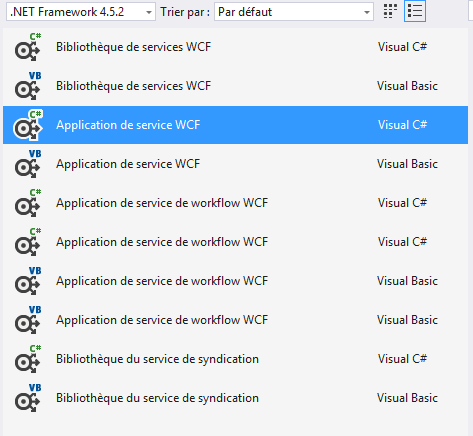 .NET Framework 4.5.2 Trier par : Par défaut
C# Bibliothèque de services WCF Visual C#
VB Bibliothèque de services WCF Visual Basic
C# Application de service WCF Visual C#
VB Application de service WCF Visual Basic
C# Application de service de workflow WCF Visual C#
C# Application de service de workflow WCF Visual C#
VB Application de service de workflow WCF Visual Basic
VB Application de service de workflow WCF Visual Basic
C# Bibliothèque du service de syndication Visual C#
VB Bibliothèque du service de syndication Visual Basic